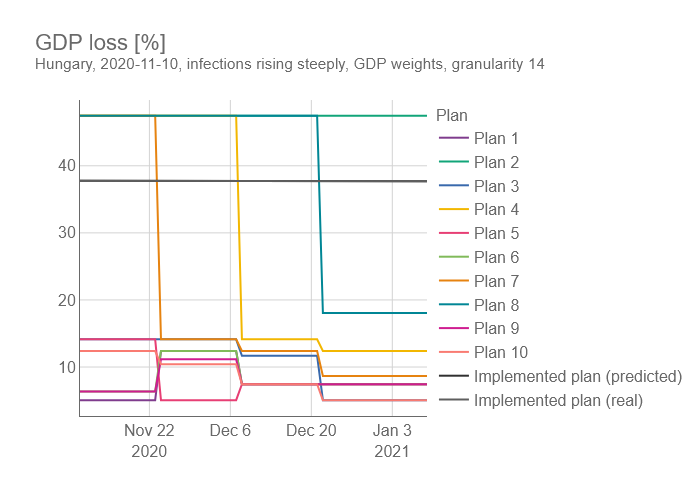 GDP loss [%]
Hungary, 2020-11-10, infections rising steeply, GDP weights, granularity 14
40
30
20
10
Nov 22
2020
Dec 6
Dec 20
Jan 3
2021
Plan
Plan 1
Plan 2
Plan 3
Plan 4
Plan 5
Plan 6
Plan 7
Plan 8
Plan 9
Plan 10
Implemented plan (predicted)
Implemented plan (real)